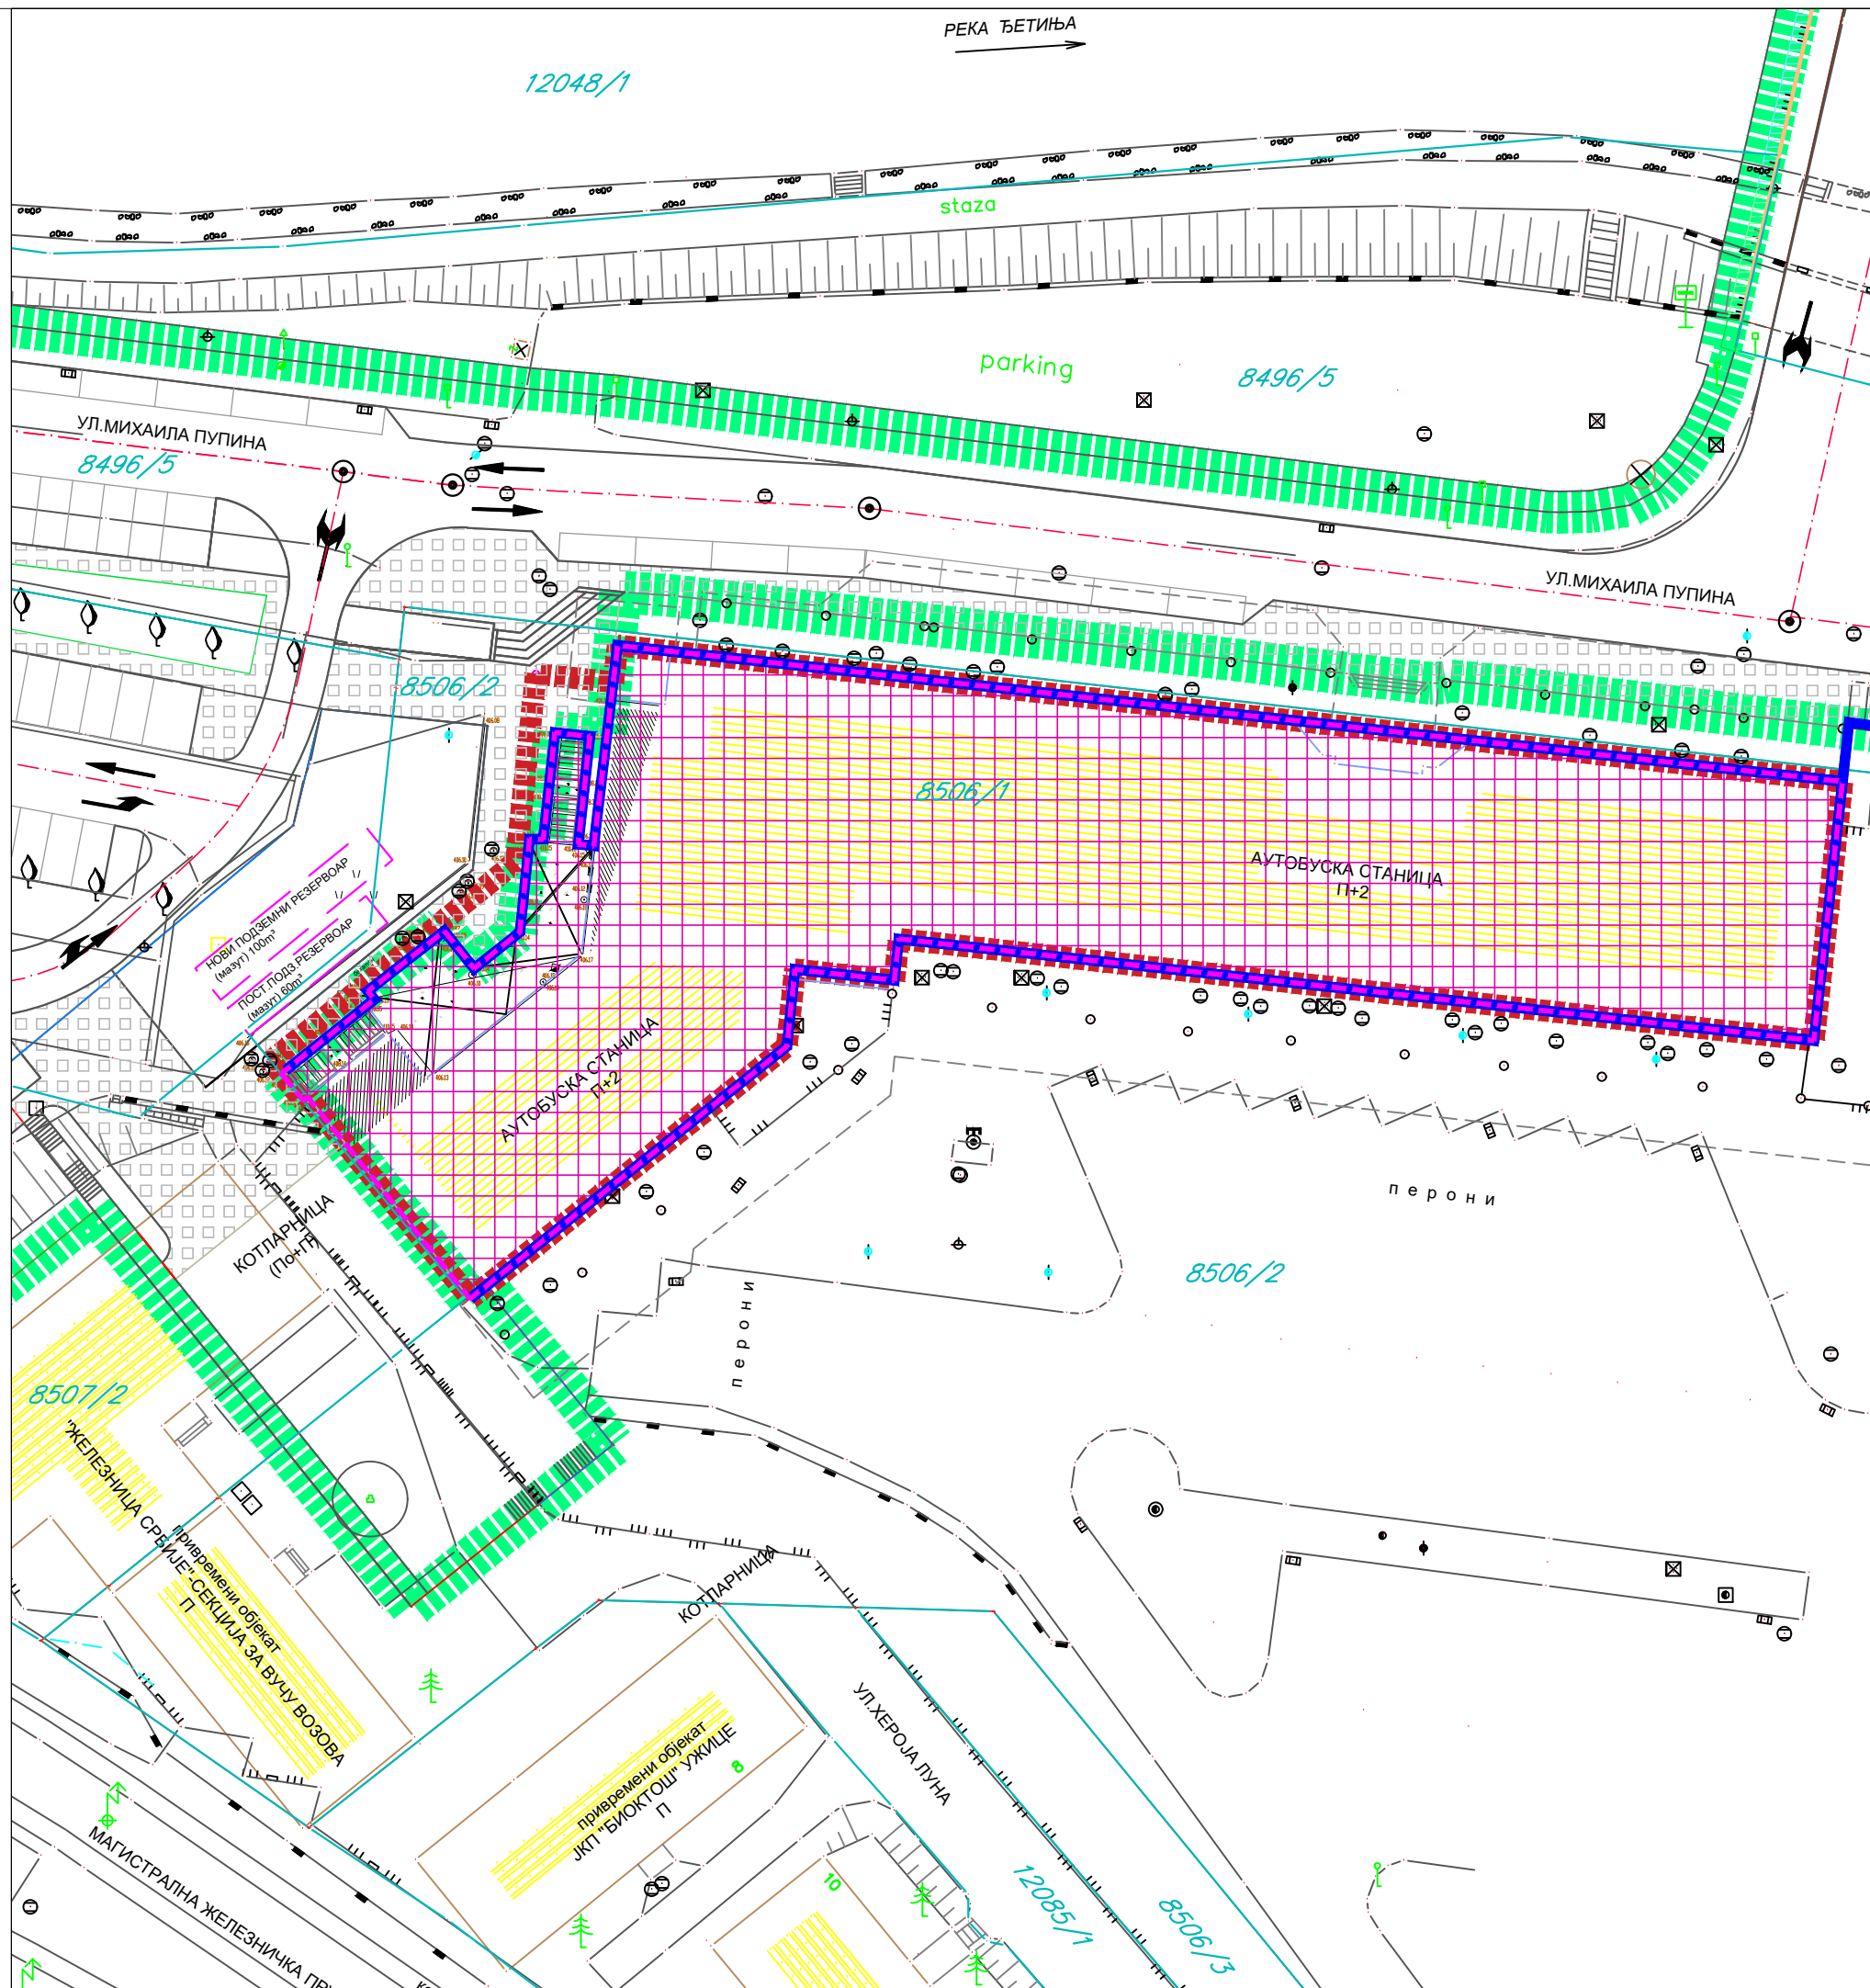 РЕКА ЂЕТИЊА
12048/1
staza
parking
8496/5
УЛ.МИХАИЛА ПУПИНА
8496/5
УЛ.МИХАИЛА ПУПИНА
8506/2
8506/1
АУТОБУСКА СТАНИЦА
П+2
НОВИ ПОДЗЕМНИ РЕЗЕРВОАР
(мазут) 100m³
ПОСТ.ПОДЗ.РЕЗЕРВОАР
(мазут) 60m³
АУТОБУСКА СТАНИЦА
П+2
перони
КОТЛАРНИЦА
(По+П)
8506/2
перони
8507/2
"ЖЕЛЕЗНИЦА СРБИЈЕ"-СЕКЦИЈА ЗА ВУЧУ ВОЗОВА
П
привремени објекат
КОТЛАРНИЦА
УЛ.ХЕРОЈА ЛУНА
привремени објекат
ЈКП "БИОКТОШ" УЖИЦЕ
П
8
10
МАГИСТРАЛНА ЖЕЛЕЗНИЧКА
12085/1
8506/3